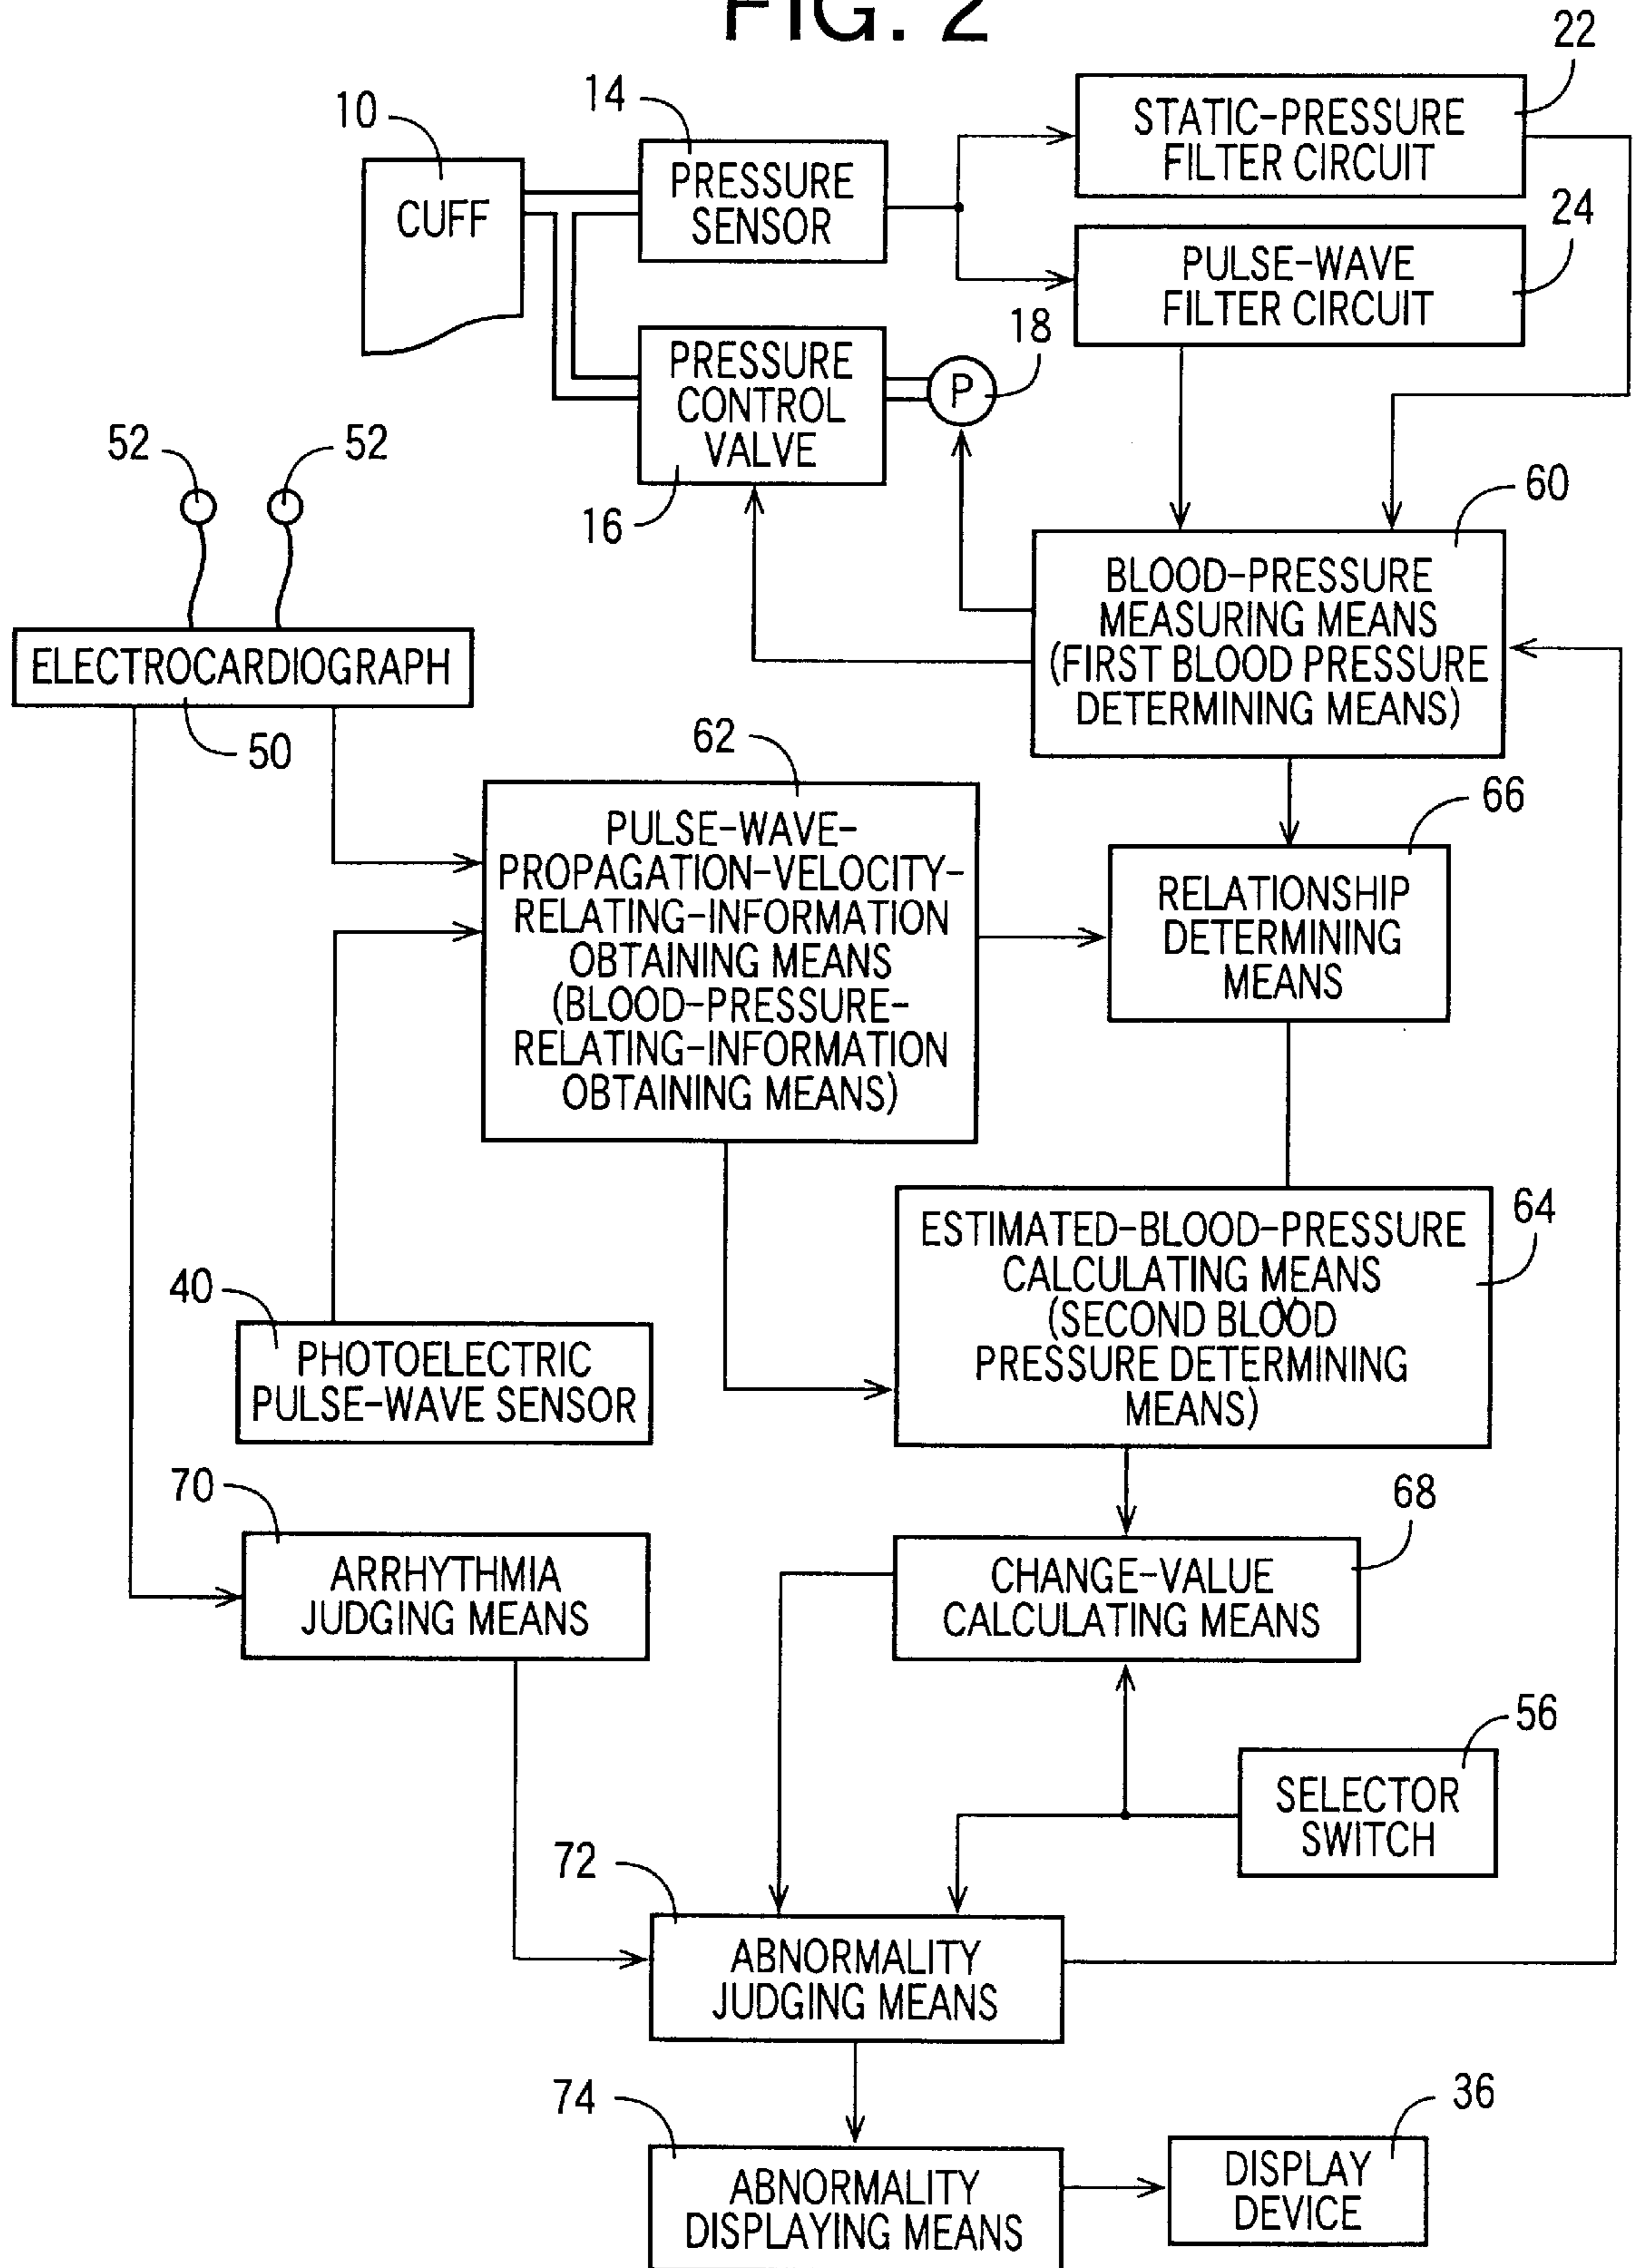 FIG. 2
22
14
10
STATIC-PRESSURE
FILTER CIRCUIT
PRESSURE
SENSOR
CUFF
24
PULSE-WAVE
FILTER CIRCUIT
18
PRESSURE
CONTROL
VALVE
P
52
52
16
60
BLOOD-PRESSURE
MEASURING MEANS
(FIRST BLOOD PRESSURE
DETERMINING MEANS)
ELECTROCARDIOGRAPH
50
62
66
PULSE-WAVE-
PROPAGATION-VELOCITY-
RELATING-INFORMATION
OBTAINING MEANS
(BLOOD-PRESSURE-
RELATING-INFORMATION
OBTAINING MEANS)
RELATIONSHIP
DETERMINING
MEANS
64
ESTIMATED-BLOOD-PRESSURE
CALCULATING MEANS
(SECOND BLOOD
PRESSURE DETERMINING
MEANS)
40
PHOTOELECTRIC
PULSE-WAVE SENSOR
70
68
ARRHYTHMIA
JUDGING MEANS
CHANGE-VALUE
CALCULATING MEANS
56
SELECTOR
SWITCH
72
ABNORMALITY
JUDGING MEANS
74
36
ABNORMALITY
DISPLAYING MEANS
DISPLAY
DEVICE